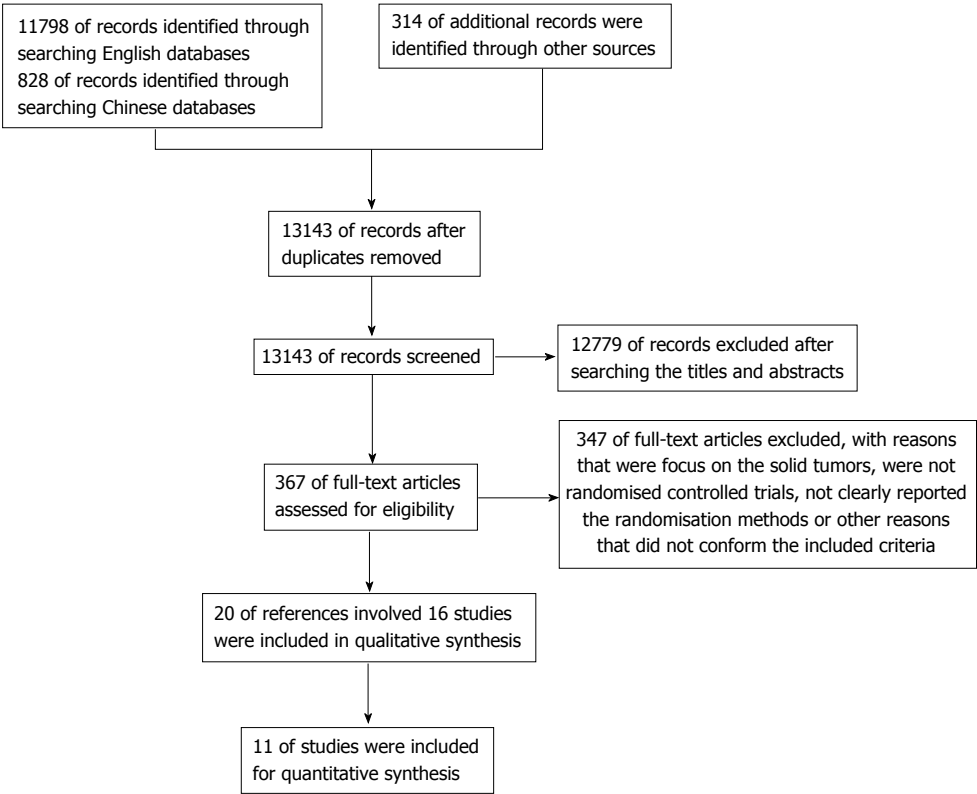 11798 of records identified through
searching English databases
828 of records identified through
searching Chinese databases
314 of additional records were
identified through other sources
13143 of records after
duplicates removed
13143 of records screened
12779 of records excluded after
searching the titles and abstracts
367 of full-text articles
assessed for eligibility
347 of full-text articles excluded, with reasons
that were focus on the solid tumors, were not
randomised controlled trials, not clearly reported
the randomisation methods or other reasons
that did not conform the included criteria
20 of references involved 16 studies
were included in qualitative synthesis
11 of studies were included
for quantitative synthesis